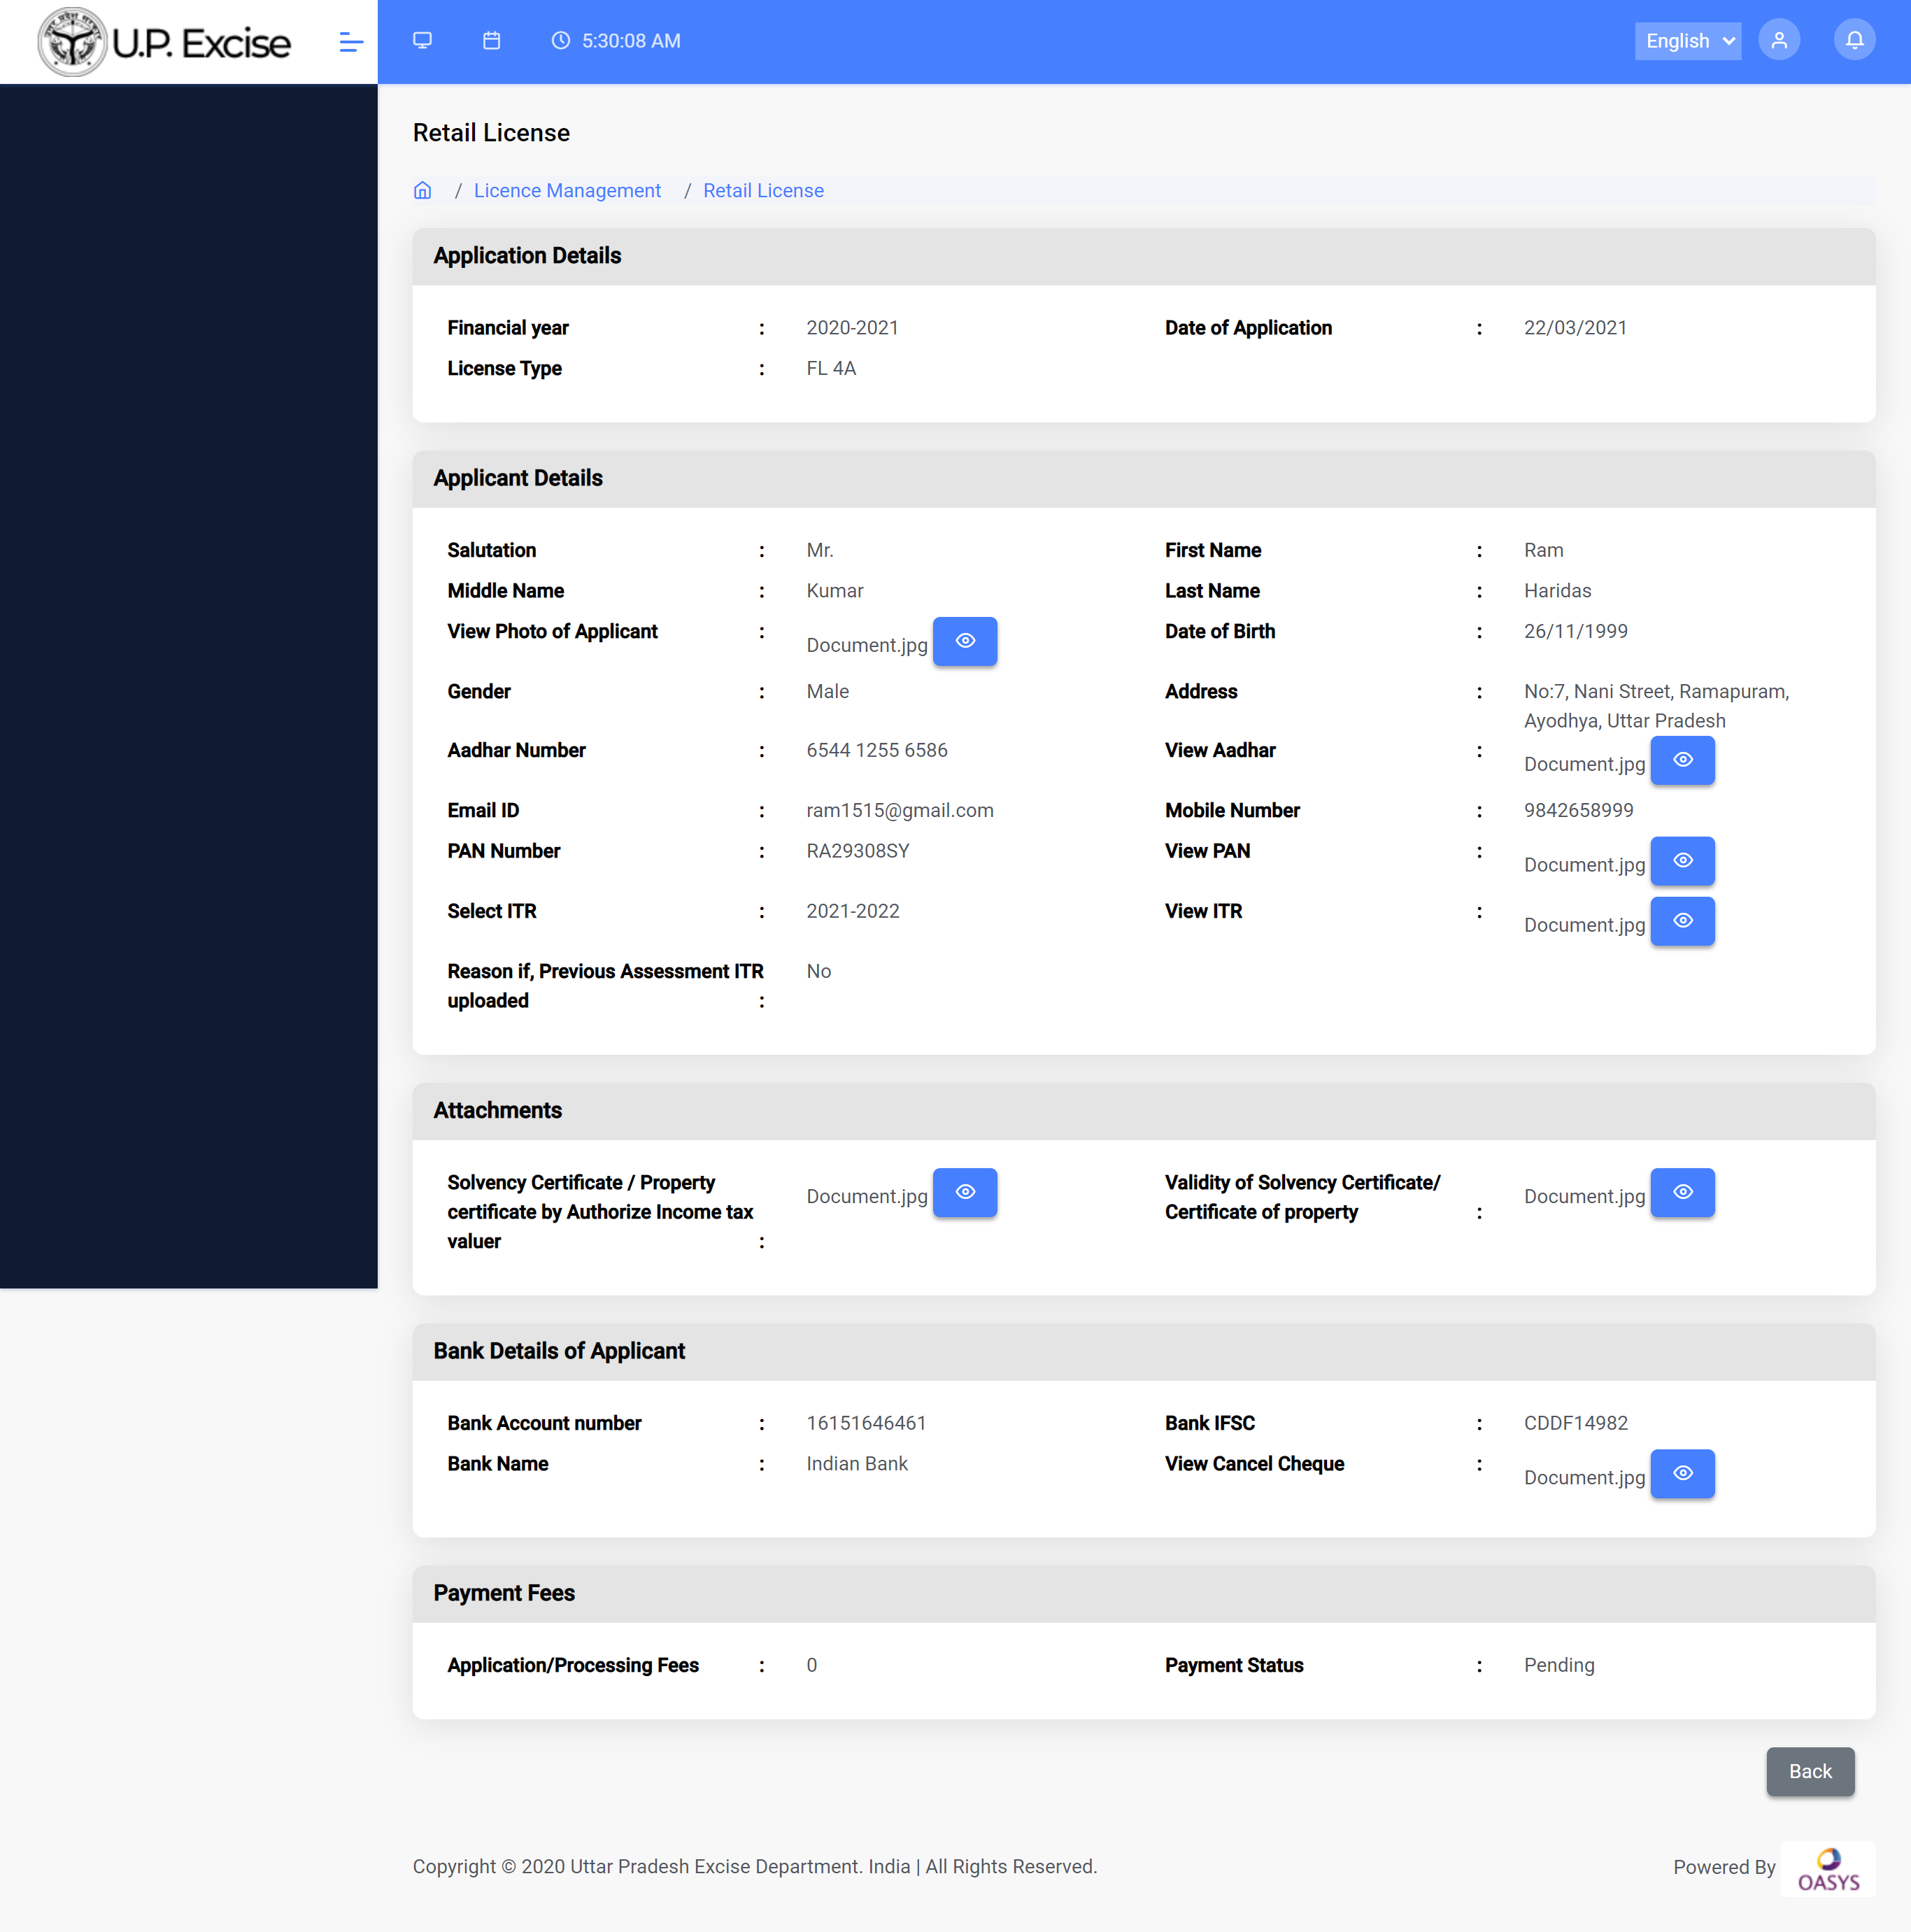 U.P. Excise
5:30:08 AM
English
Retail License
/ Licence Management / Retail License
Application Details
Financial year : 2020-2021 Date of Application : 22/03/2021
License Type : FL 4A
Applicant Details
Salutation : Mr. First Name : Ram
Middle Name : Kumar Last Name : Haridas
View Photo of Applicant : Document.jpg Date of Birth : 26/11/1999
Gender : Male Address : No:7, Nani Street, Ramapuram,
Ayodhya, Uttar Pradesh
Aadhar Number : 6544 1255 6586 View Aadhar : Document.jpg
Email ID : ram1515@gmail.com Mobile Number : 9842658999
PAN Number : RA29308SY View PAN : Document.jpg
Select ITR : 2021-2022 View ITR : Document.jpg
Reason if, Previous Assessment ITR No
uploaded :
Attachments
Solvency Certificate / Property Document.jpg Validity of Solvency Certificate/ Document.jpg
certificate by Authorize Income tax Certificate of property :
valuer :
Bank Details of Applicant
Bank Account number : 16151646461 Bank IFSC : CDDF14982
Bank Name : Indian Bank View Cancel Cheque : Document.jpg
Payment Fees
Application/Processing Fees : 0 Payment Status : Pending
Back
Copyright © 2020 Uttar Pradesh Excise Department. India | All Rights Reserved. Powered By OASYS